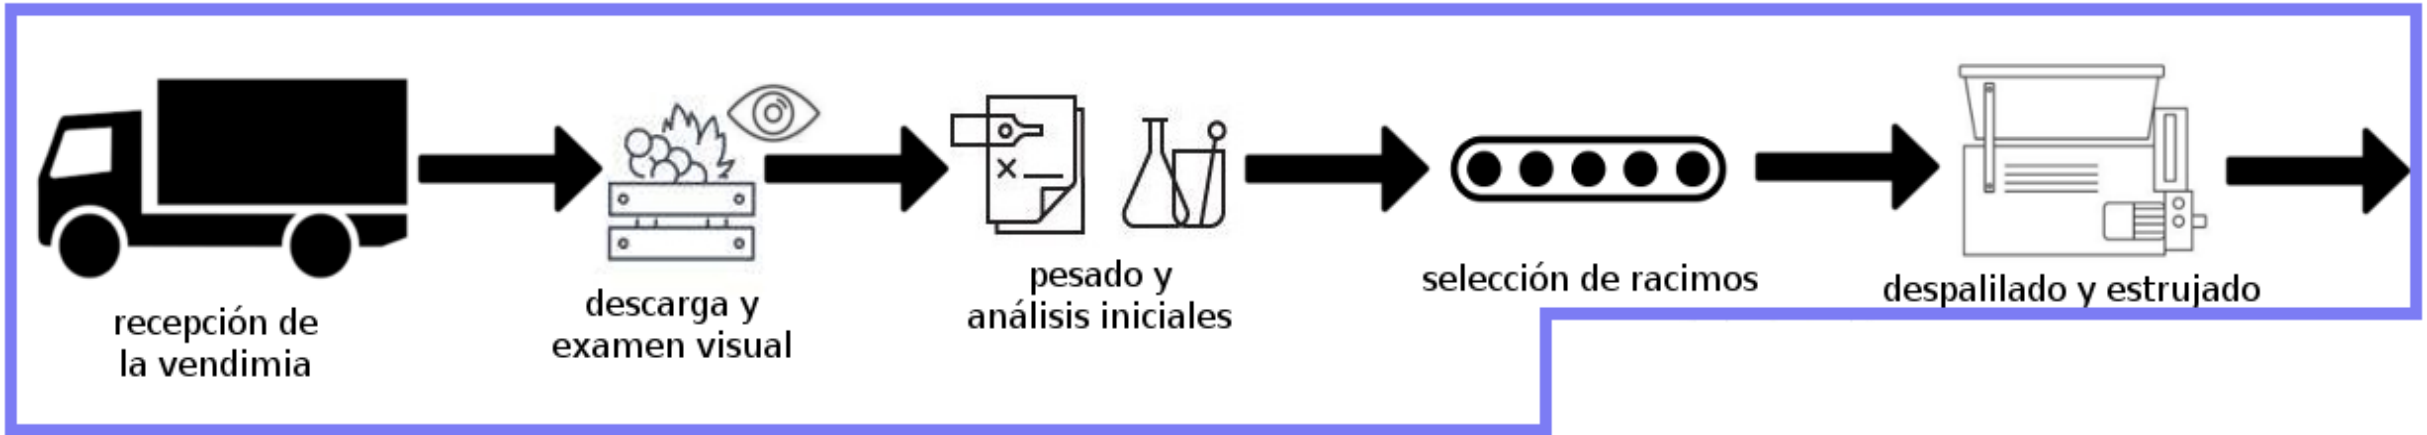 recepción de
la vendimia
descarga y
examen visual
pesado y
análisis iniciales
selección de racimos
despalilado y estrujado